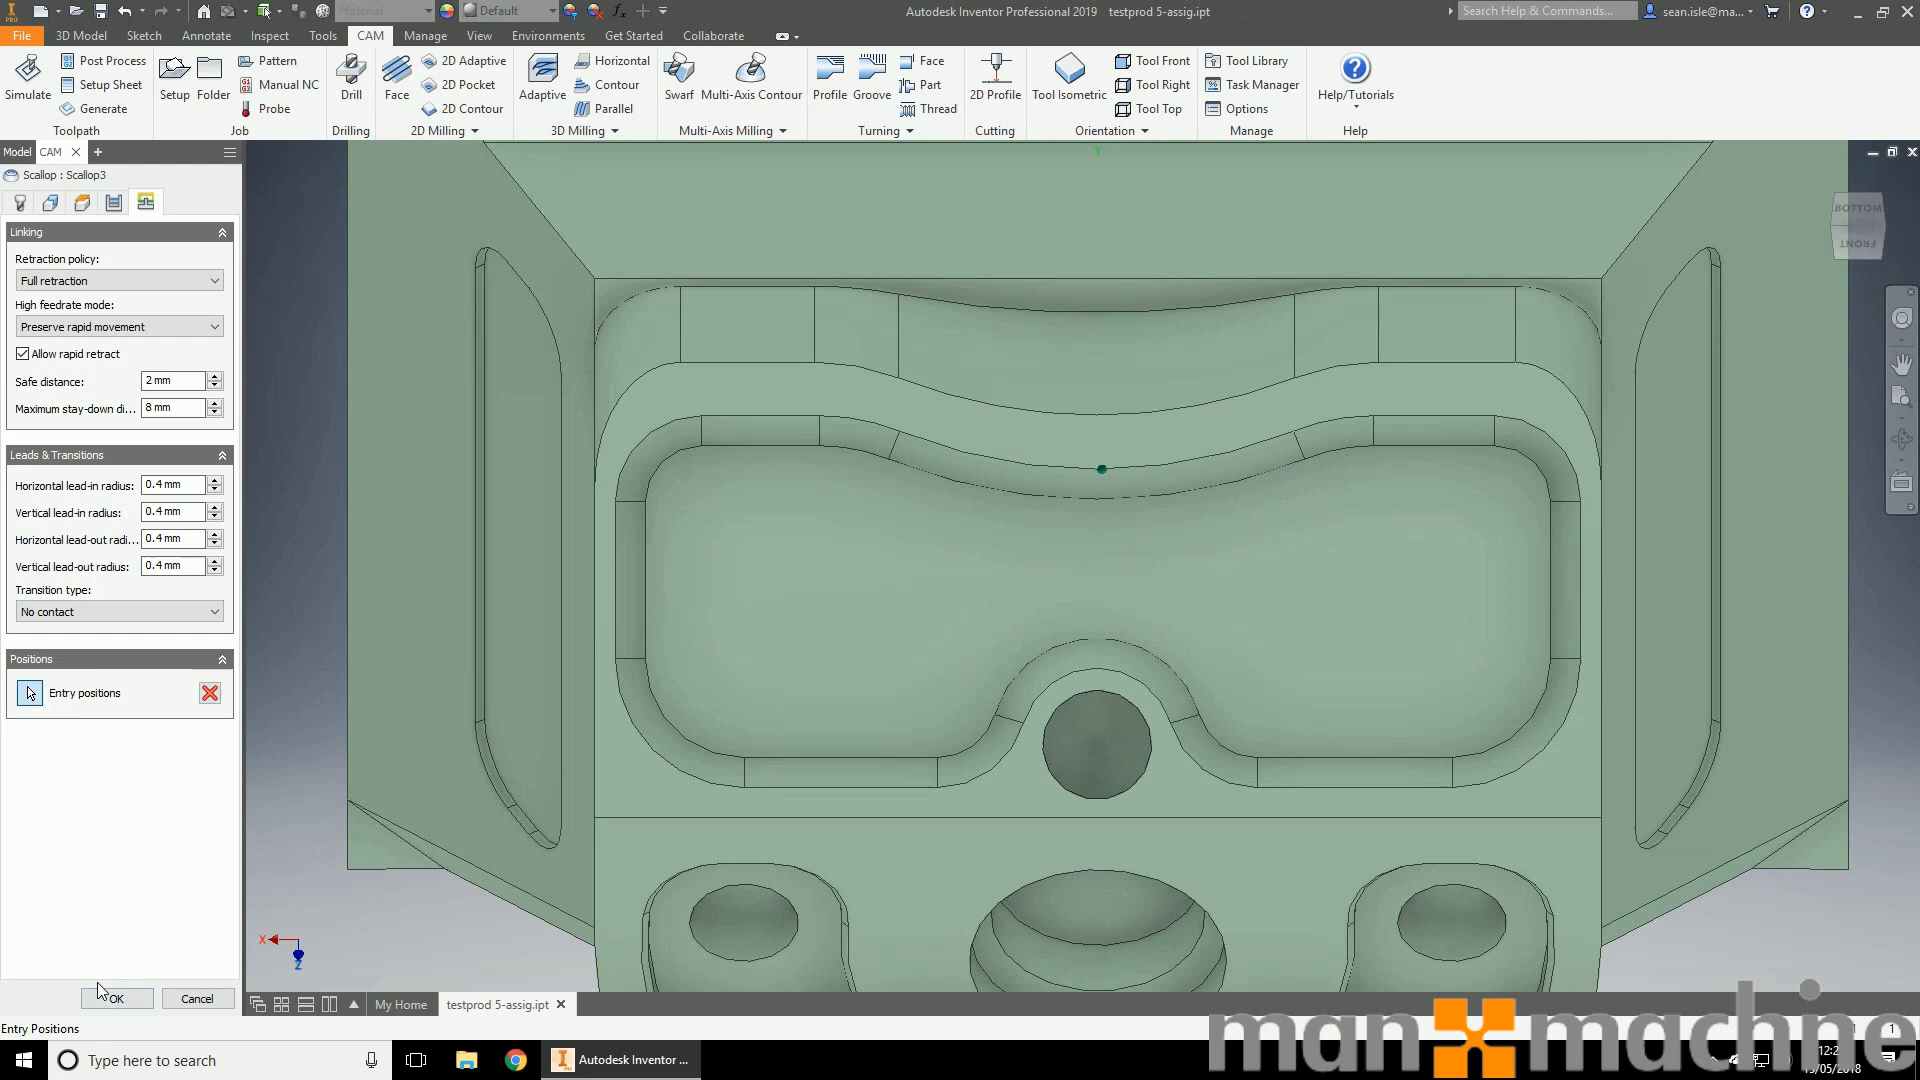 Material
Default
Autodesk Inventor Professional 2019 testprod 5-assig.ipt
Search Help & Commands...
sean.isle@ma...
File
3D Model
Sketch
Annotate
Inspect
Tools
CAM
Manage
View
Environments
Get Started
Collaborate
Simulate
Post Process
Setup Sheet
Generate
Toolpath
Setup
Folder
Pattern
Manual NC
Probe
Job
Drill
Drilling
Face
2D Adaptive
2D Pocket
2D Contour
2D Milling
Adaptive
Horizontal
Contour
Parallel
3D Milling
Swarf
Multi-Axis Contour
Multi-Axis Milling
Profile
Groove
Face
Part
Thread
Turning
2D Profile
Cutting
Tool Isometric
Tool Front
Tool Right
Tool Top
Orientation
Tool Library
Task Manager
Options
Manage
Help/Tutorials
Help
Model
CAM
Scallop : Scallop3
Linking
Retraction policy:
Full retraction
High feedrate mode:
Preserve rapid movement
Allow rapid retract
Safe distance: 2 mm
Maximum stay-down di... 8 mm
Leads & Transitions
Horizontal lead-in radius: 0.4 mm
Vertical lead-in radius: 0.4 mm
Horizontal lead-out radi... 0.4 mm
Vertical lead-out radius: 0.4 mm
Transition type:
No contact
Positions
Entry positions
OK
Cancel
Y
BOTTOM
FRONT
X
Z
My Home
testprod 5-assig.ipt
Entry Positions
1
man machine
Type here to search
Autodesk Inventor ...